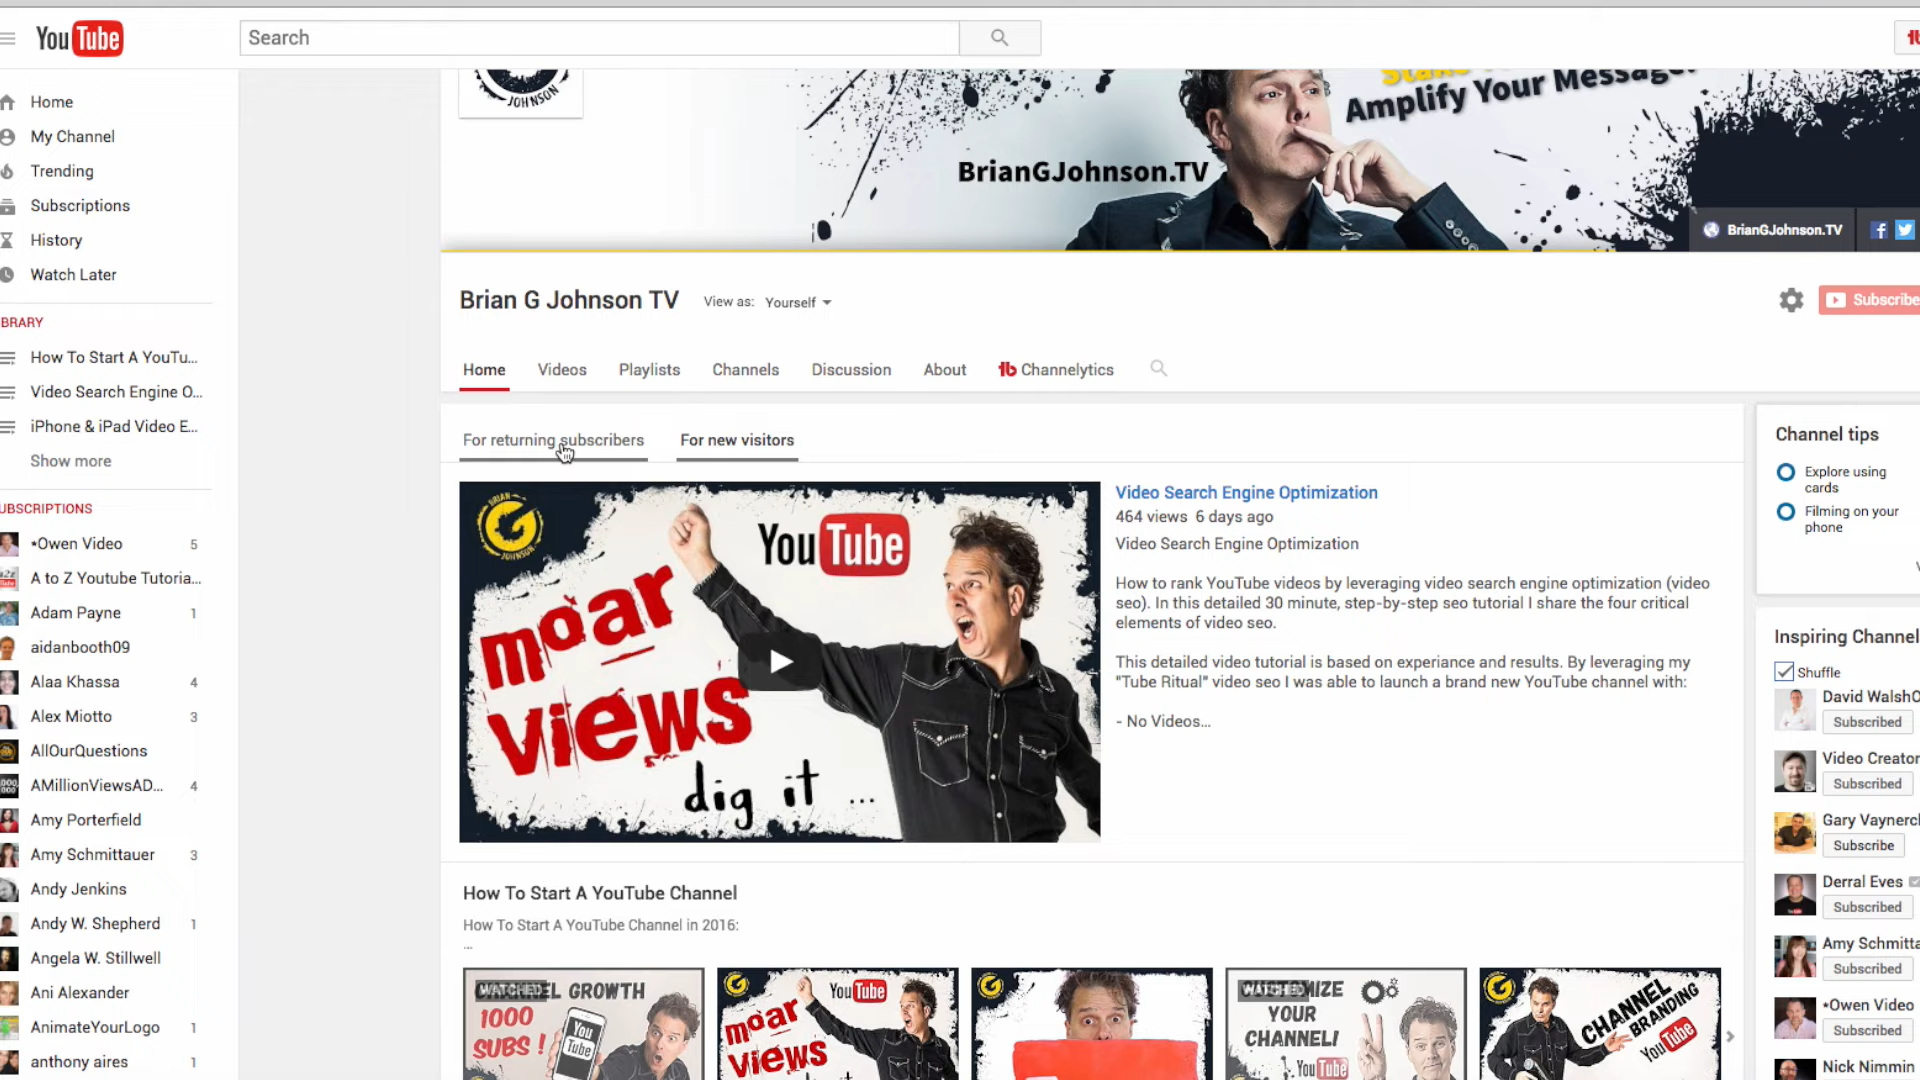 YouTube
Search
Home
My Channel
Trending
Subscriptions
History
Watch Later
IBRARY
How To Start A YouTu...
Video Search Engine O...
iPhone & iPad Video E...
Show more
UBSCRIPTIONS
•Owen Video 5
A to Z Youtube Tutoria...
Adam Payne 1
aidanbooth09
Alaa Khassa 4
Alex Miotto 3
AllOurQuestions
AMillionViewsAD... 4
Amy Porterfield
Amy Schmittauer 3
Andy Jenkins
Andy W. Shepherd 1
Angela W. Stillwell
Ani Alexander
AnimateYourLogo 1
anthony aires 1
JOHNSON
Amplify Your Message.
BrianGJohnson.TV
BrianGJohnson.TV
Brian G Johnson TV
View as: Yourself
Subscribe
Home Videos Playlists Channels Discussion About Channelytics
For returning subscribers For new visitors
BRIAN
G
JOHNSON
YouTube
moar
views
dig it ...
Video Search Engine Optimization
464 views 6 days ago
Video Search Engine Optimization
How to rank YouTube videos by leveraging video search engine optimization (video
seo). In this detailed 30 minute, step-by-step seo tutorial I share the four critical
elements of video seo.
This detailed video tutorial is based on experiance and results. By leveraging my
"Tube Ritual" video seo I was able to launch a brand new YouTube channel with:
- No Videos...
How To Start A YouTube Channel
How To Start A YouTube Channel in 2016:
...
WATCHED
CHANNEL GROWTH
1000
SUBS !
You
Tube
YouTube
moar
views
WATCHED
CUSTOMIZE
YOUR
CHANNEL!
YouTube
CHANNEL
BRANDING
YouTube
Channel tips
Explore using
cards
Filming on your
phone
Inspiring Channel
Shuffle
David WalshC
Subscribed
Video Creator
Subscribed
Gary Vaynerch
Subscribe
Derral Eves
Subscribed
Amy Schmitta
Subscribed
•Owen Video
Subscribed
Nick Nimmin